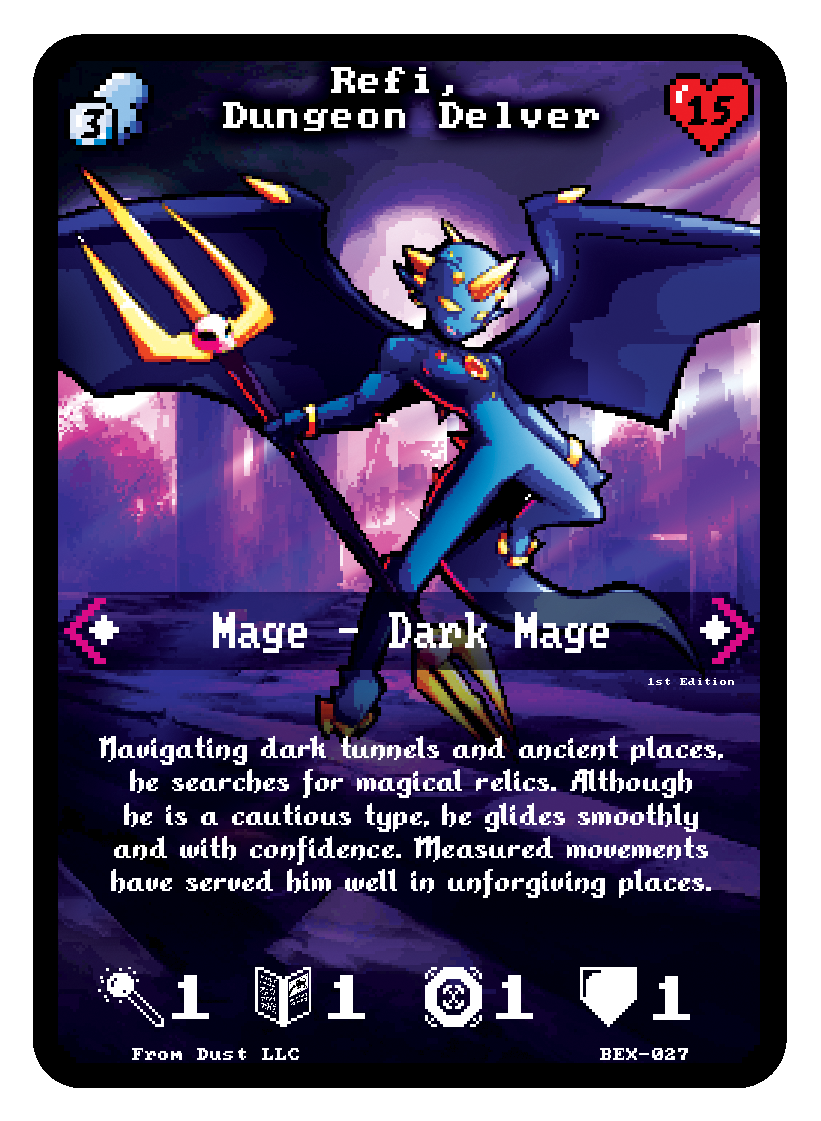 Refi,
3
Dungeon Delver
15
Mage - Dark Mage
1st Edition
Navigating dark tunnels and ancient places,
he searches for magical relics. Although
he is a cautious type, he glides smoothly
and with confidence. Measured movements
have served him well in unforgiving places.
1 1 1 1
From Dust LLC BEX-027